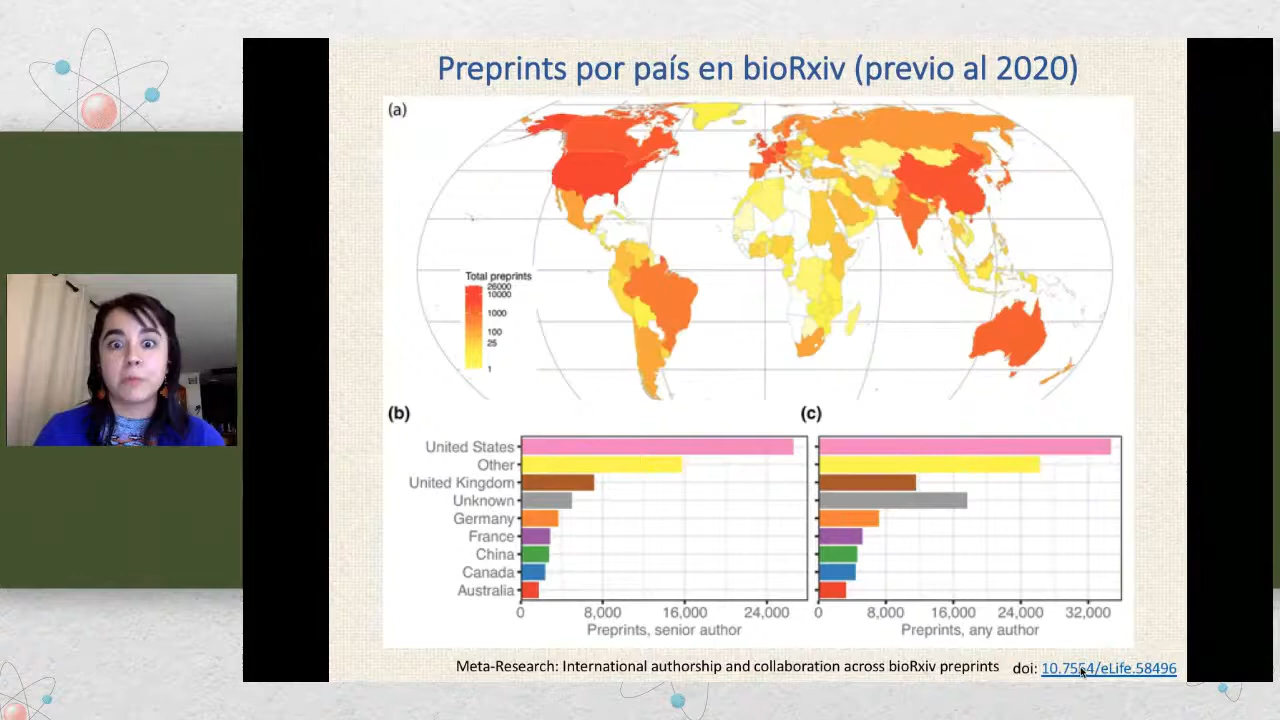 Preprints por país en bioRxiv (previo al 2020)
(a)
Total preprints
26000
10000
1000
100
25
1
(b)
(c)
United States
Other
United Kingdom
Unknown
Germany
France
China
Canada
Australia
0 8,000 16,000 24,000
0 8,000 16,000 24,000 32,000
Preprints, senior author
Preprints, any author
Meta-Research: International authorship and collaboration across bioRxiv preprints doi: 10.7554/eLife.58496